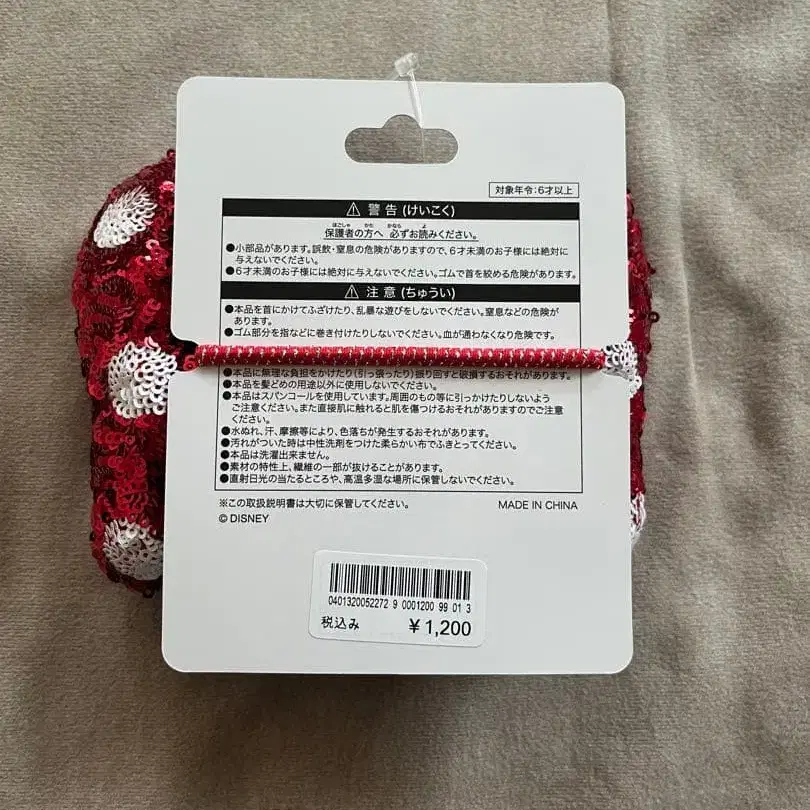 対象年令:6才以上
⚠ 警告(けいこく)
保護者の方へ 必ずお読みください。
●小部品があります。誤飲・窒息の危険がありますので、6才未満のお子様には絶対に
与えないでください。
●6才未満のお子様には絶対に与えないでください。ゴムで首を絞める危険があります。
⚠ 注意(ちゅうい)
●本品を首にかけてふざけたり、乱暴な遊びをしないでください。窒息などの危険が
あります。
●ゴム部分を指などに巻き付けたりしないでください。血が通わなくなり危険です。
●本品に無理な負担をかけたり(引っ張ったり)振り回すと破損するおそれがあります。
●本品を髪どめの用途以外に使用しないでください。
●本品はスパンコールを使用しています。周囲のもの等に引っかけたりしないよう
ご注意ください。また直接肌に触れると肌を傷つけるおそれがありますのでご注意
ください。
●水ぬれ、汗、摩擦等により、色落ちが発生するおそれがあります。
●汚れがついた時は中性洗剤をつけた柔らかい布でふきとってください。
●本品は洗濯出来ません。
●素材の特性上、繊維の一部が抜けることがあります。
●直射日光の当たるところや、高温多湿な場所に保管しないでください。
※この取扱説明書は大切に保管してください。
MADE IN CHINA
© DISNEY
0401320052272 9 0001200 99 01 3
税込み ¥1,200